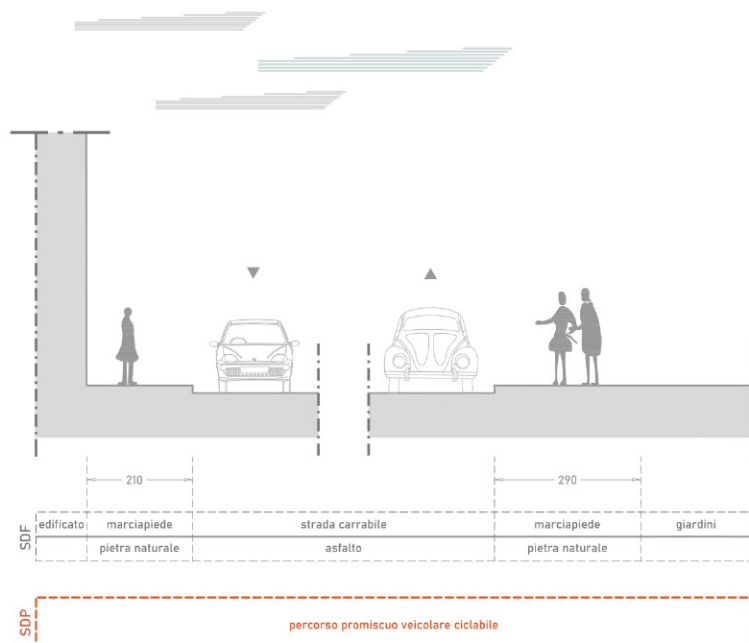 210
290
SDF
edificato
marciapiede
strada carrabile
marciapiede
giardini
pietra naturale
asfalto
pietra naturale
SDP
percorso promiscuo veicolare ciclabile